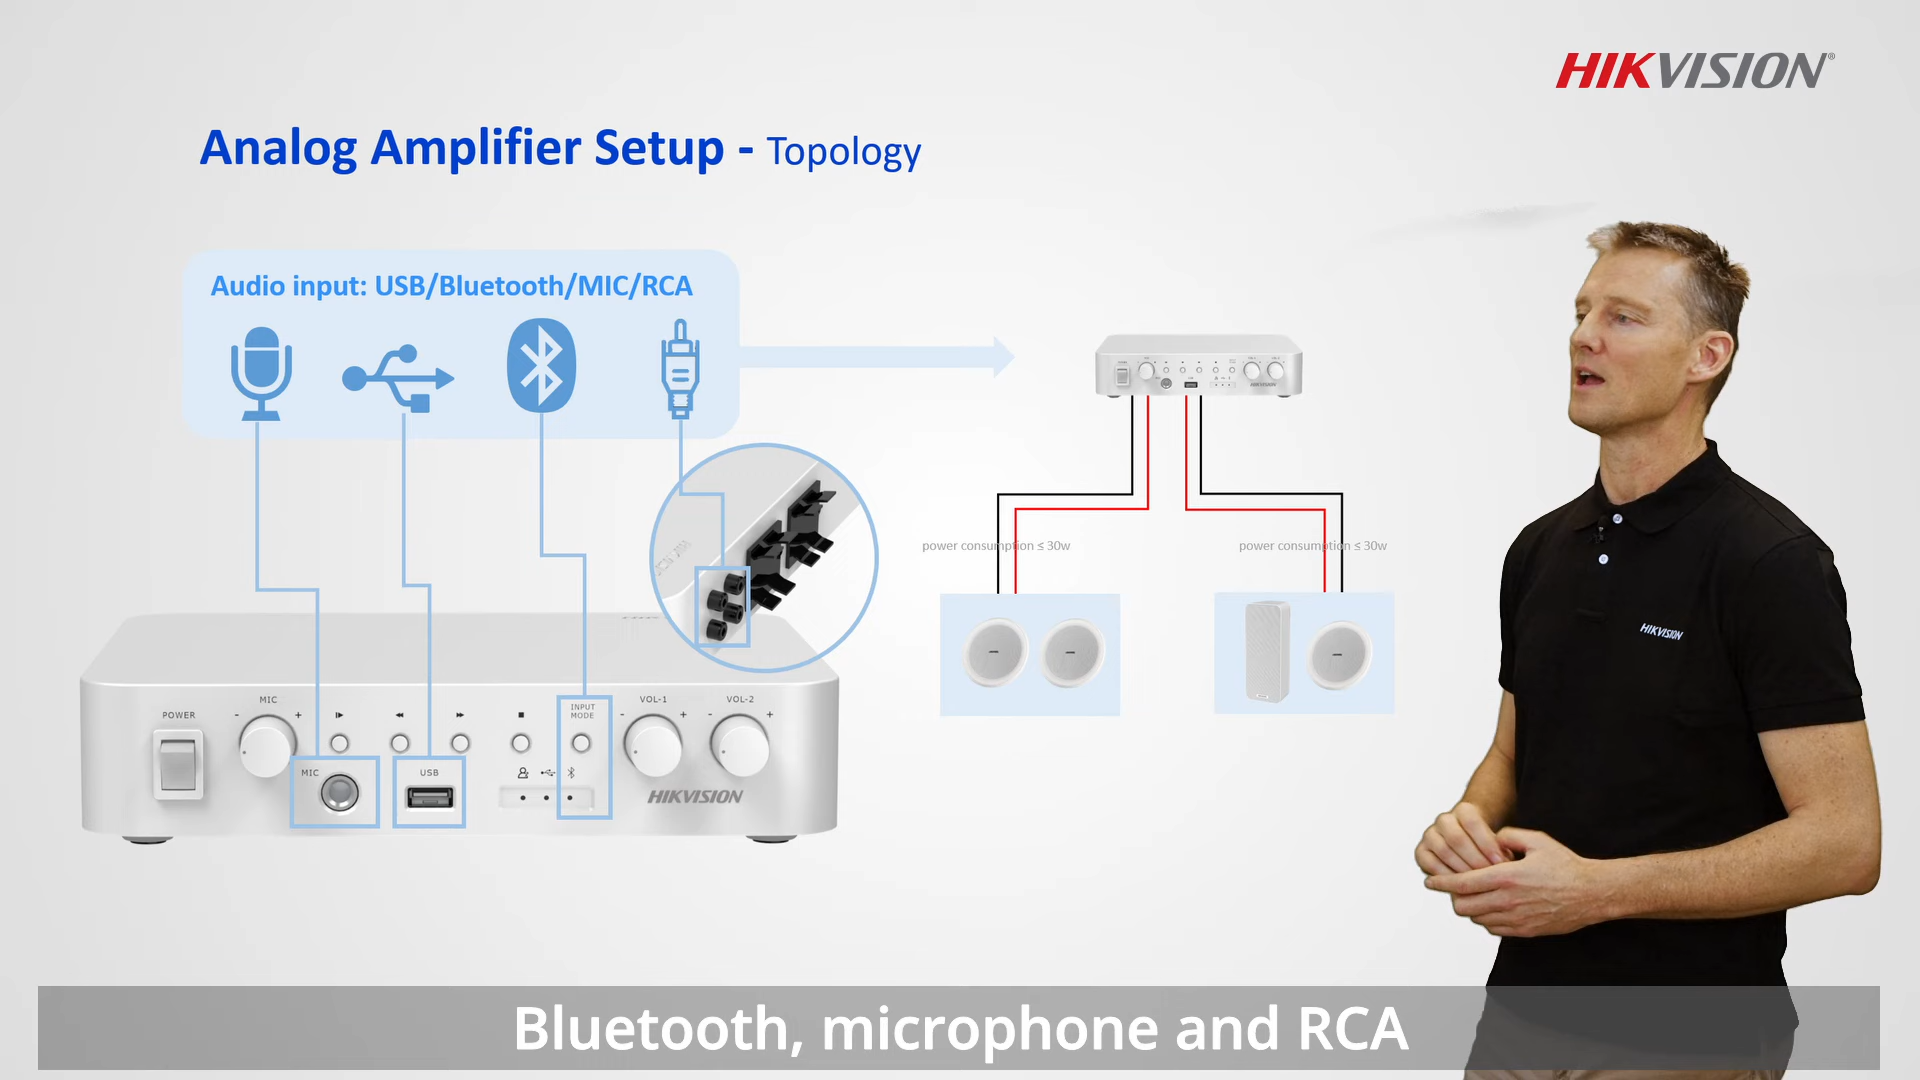 HIKVISION®
Analog Amplifier Setup - Topology
Audio input: USB/Bluetooth/MIC/RCA
power consumption ≤ 30w
power consumption ≤ 30w
HIKVISION
POWER
MIC
- +
INPUT
MODE
VOL-1
- +
VOL-2
- +
MIC
USB
HIKVISION
Bluetooth, microphone and RCA